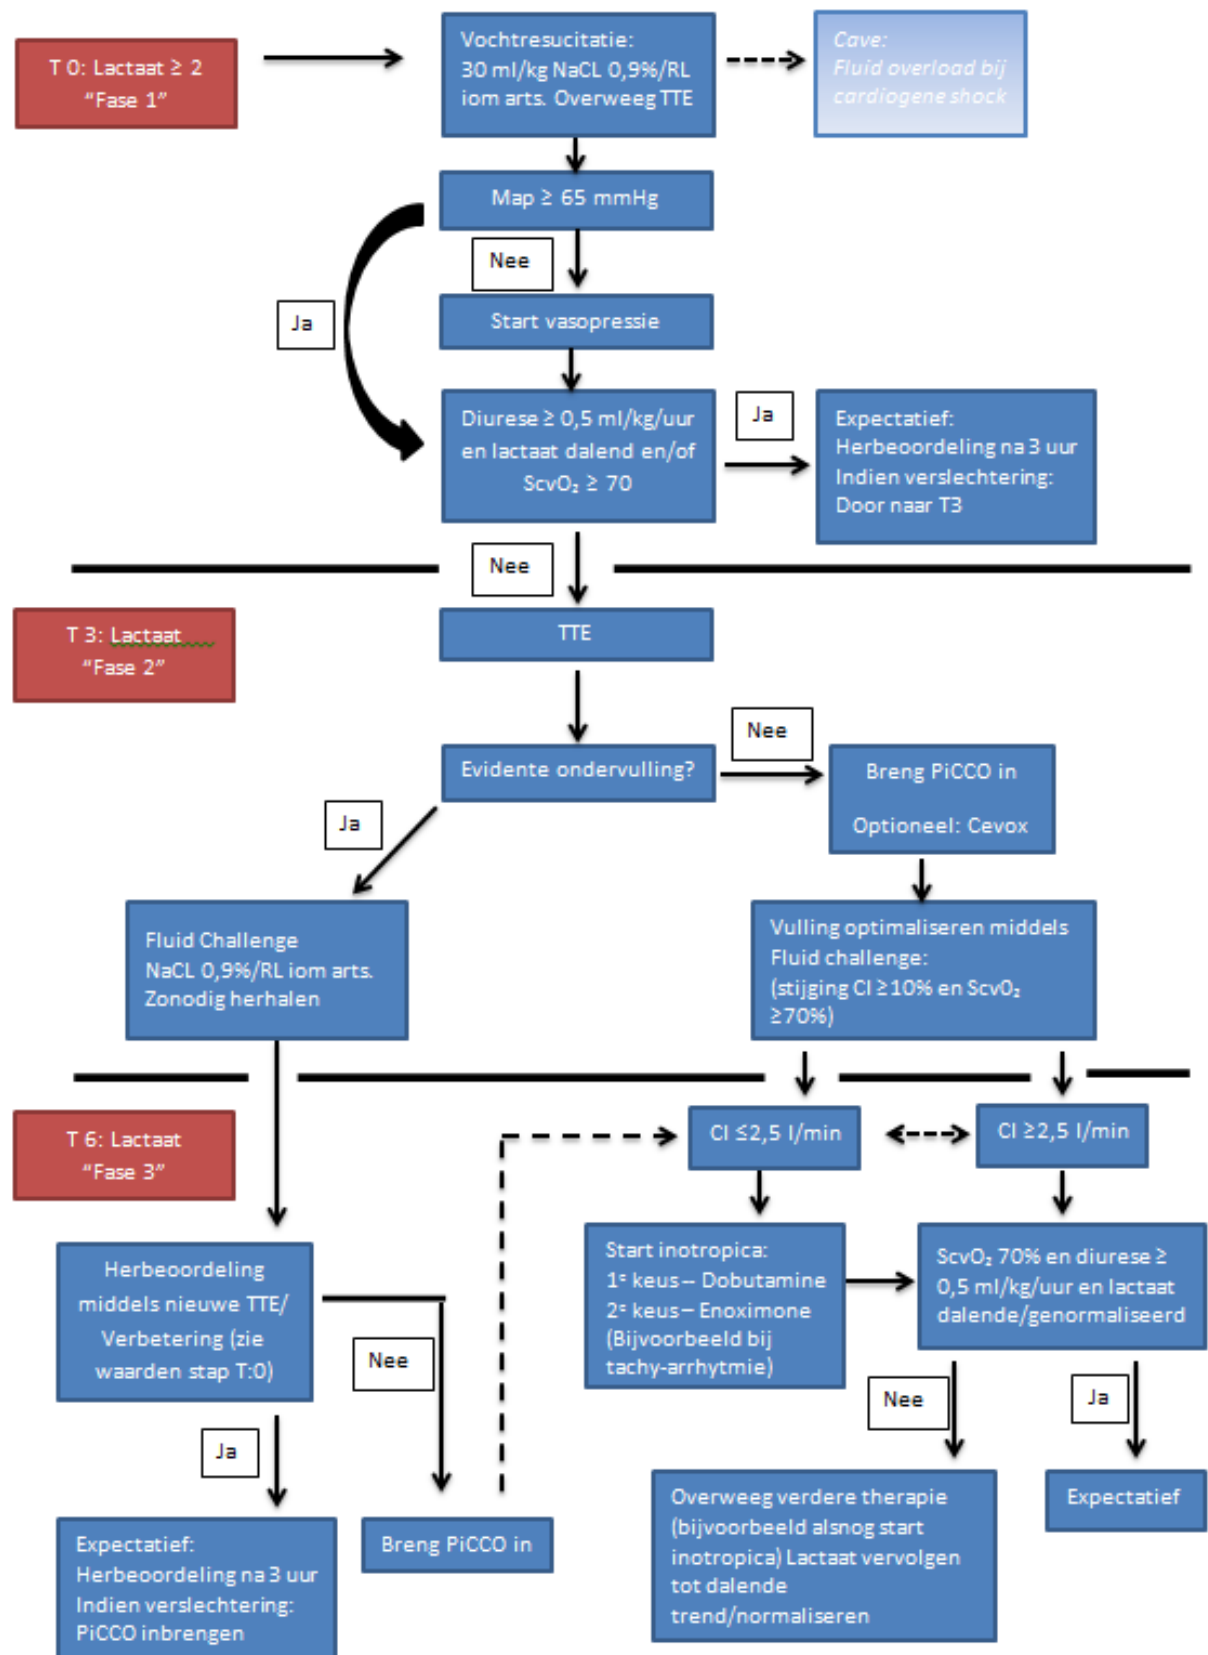 T 0: Lactaat ≥ 2
"Fase 1"
Vochtresucitatie:
30 ml/kg NaCL 0,9%/RL
iom arts. Overweeg TTE
Cave:
Fluid overload bij
cardiogene shock
Map ≥ 65 mmHg
Nee
Ja
Start vasopressie
Diurese ≥ 0,5 ml/kg/uur
en lactaat dalend en/of
ScvO₂ ≥ 70
Ja
Expectatief:
Herbeoordeling na 3 uur
Indien verslechtering:
Door naar T3
Nee
T 3: Lactaat
"Fase 2"
TTE
Evidente ondervulling?
Nee
Breng PiCCO in
Optioneel: Cevox
Ja
Fluid Challenge
NaCL 0,9%/RL iom arts.
Zonodig herhalen
Vulling optimaliseren middels
Fluid challenge:
(stijging CI ≥10% en Scv0₂
≥70%)
T 6: Lactaat
"Fase 3"
CI ≤2,5 l/min
CI ≥2,5 l/min
Herbeoordeling
middels nieuwe TTE/
Verbetering (zie
waarden stap T:0)
Nee
Ja
Start inotropica:
1ᵉ keus – Dobutamine
2ᵉ keus – Enoximone
(Bijvoorbeeld bij
tachy-arrhytmie)
ScvO₂ 70% en diurese ≥
0,5 ml/kg/uur en lactaat
dalende/genormaliseerd
Nee
Ja
Expectatief:
Herbeoordeling na 3 uur
Indien verslechtering:
PiCCO inbrengen
Breng PiCCO in
Overweeg verdere therapie
(bijvoorbeeld alsnog start
inotropica) Lactaat vervolgen
tot dalende
trend/normaliseren
Expectatief